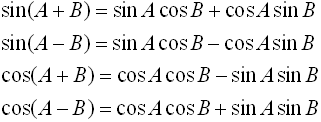 sin(A + B) = sin A cos B + cos A sin B
sin(A − B) = sin A cos B − cos A sin B
cos(A + B) = cos A cos B − sin A sin B
cos(A − B) = cos A cos B + sin A sin B